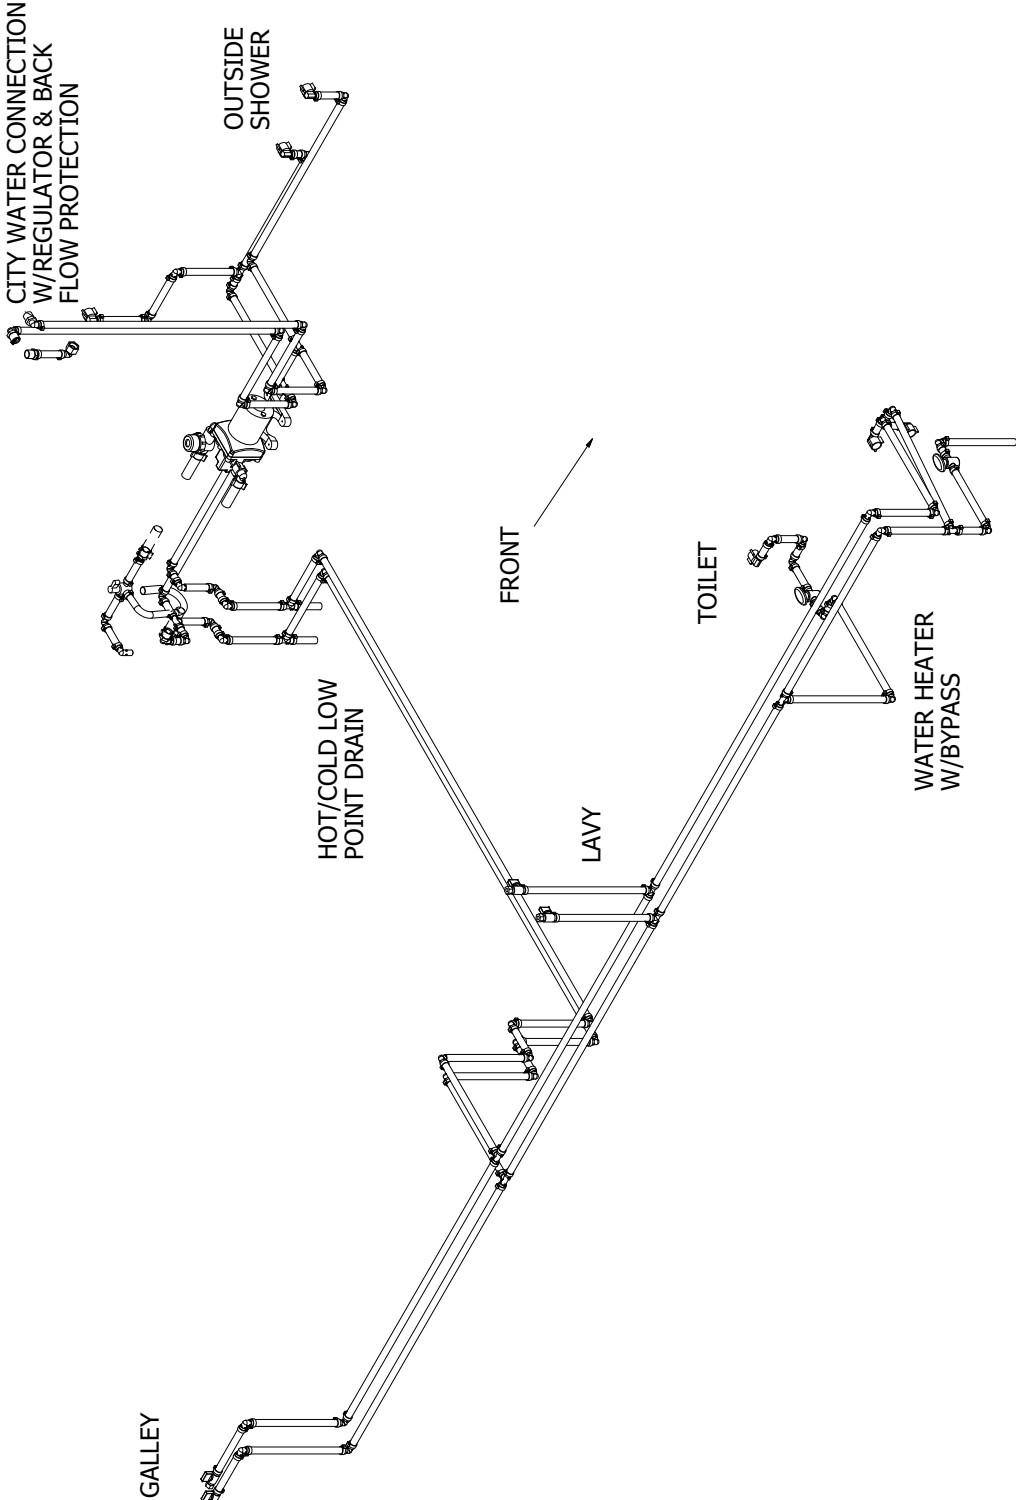 CITY WATER CONNECTION
W/REGULATOR & BACK
FLOW PROTECTION
OUTSIDE
SHOWER
FRONT
TOILET
HOT/COLD LOW
POINT DRAIN
LAVY
WATER HEATER
W/BYPASS
GALLEY